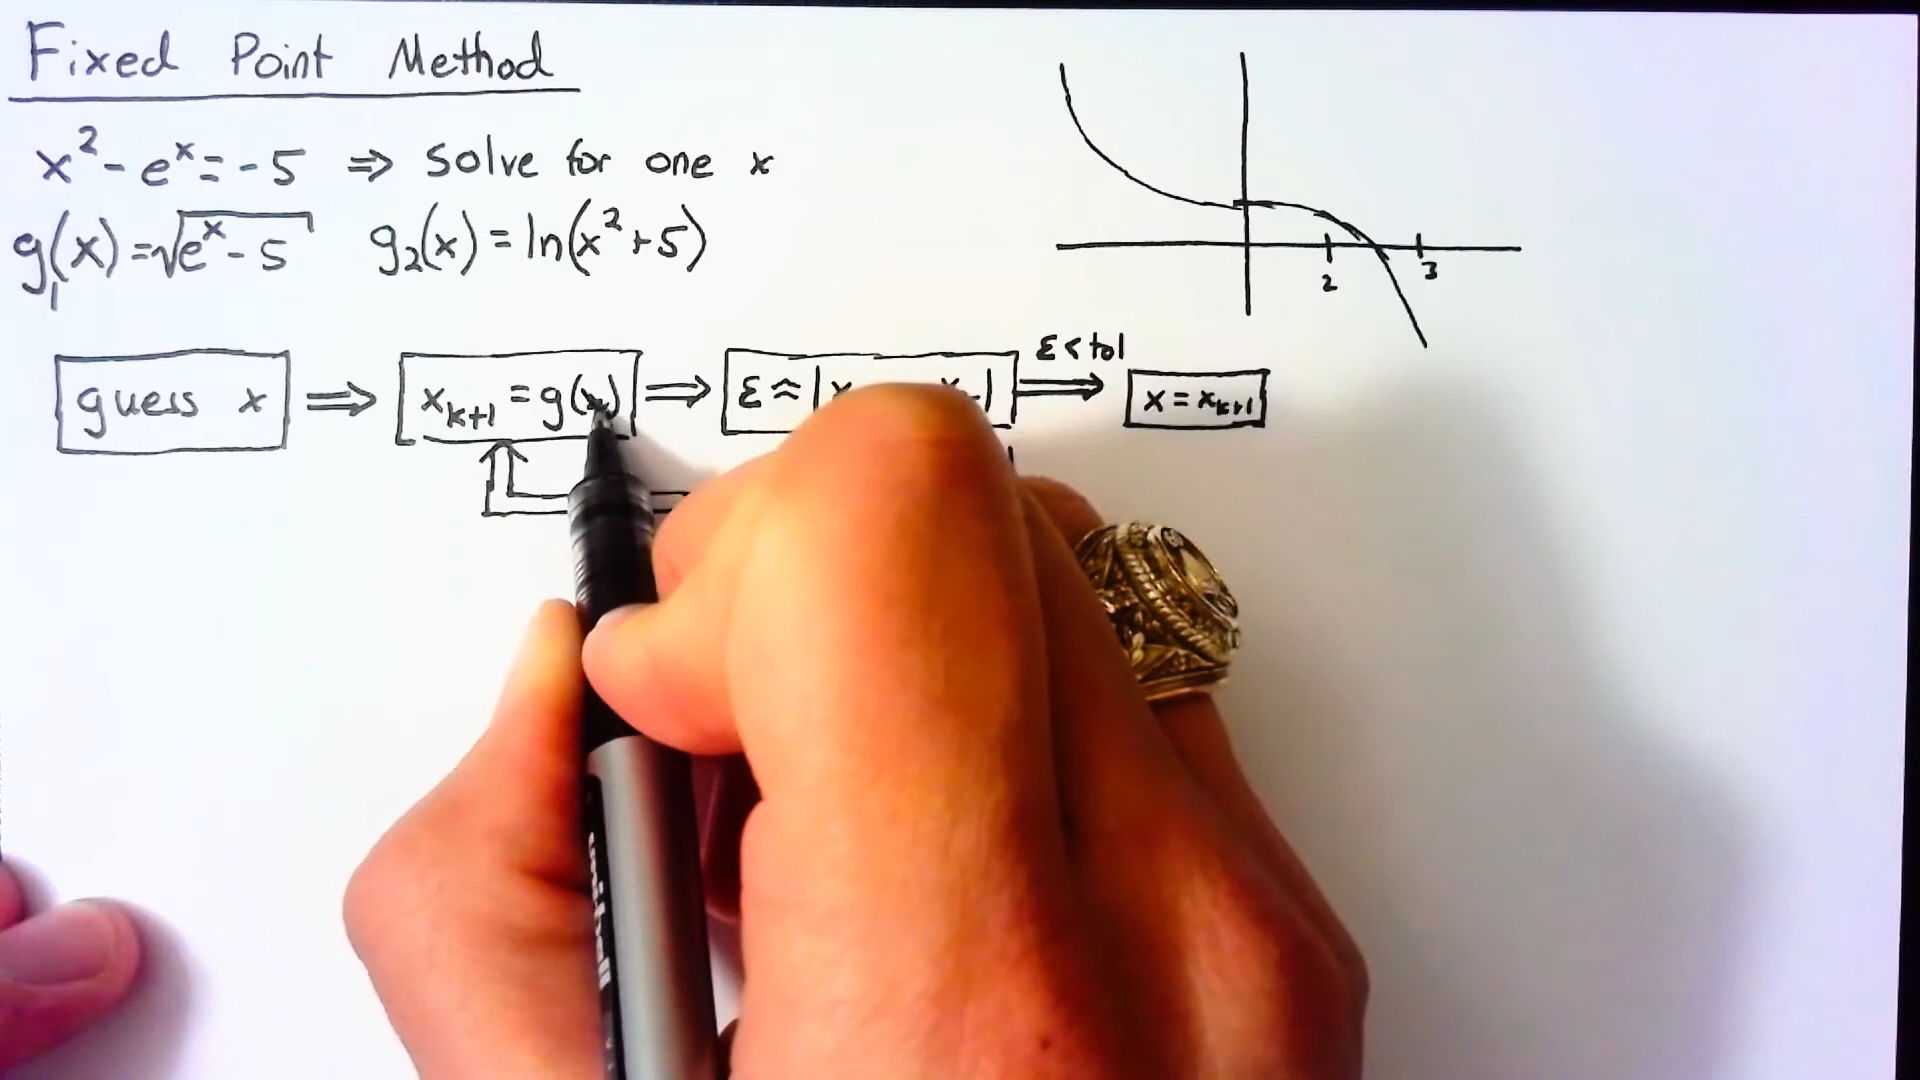 Fixed Point Method
x² - eˣ = -5 ⇒ solve for one x
g₁(x) = √(eˣ - 5) g₂(x) = ln(x² + 5)
2 3
guess x ⇒ xₖ₊₁ = g(x) ⇒ ε ≈ |x x| ε < tol ⇒ x = xₖ₊₁
uniball